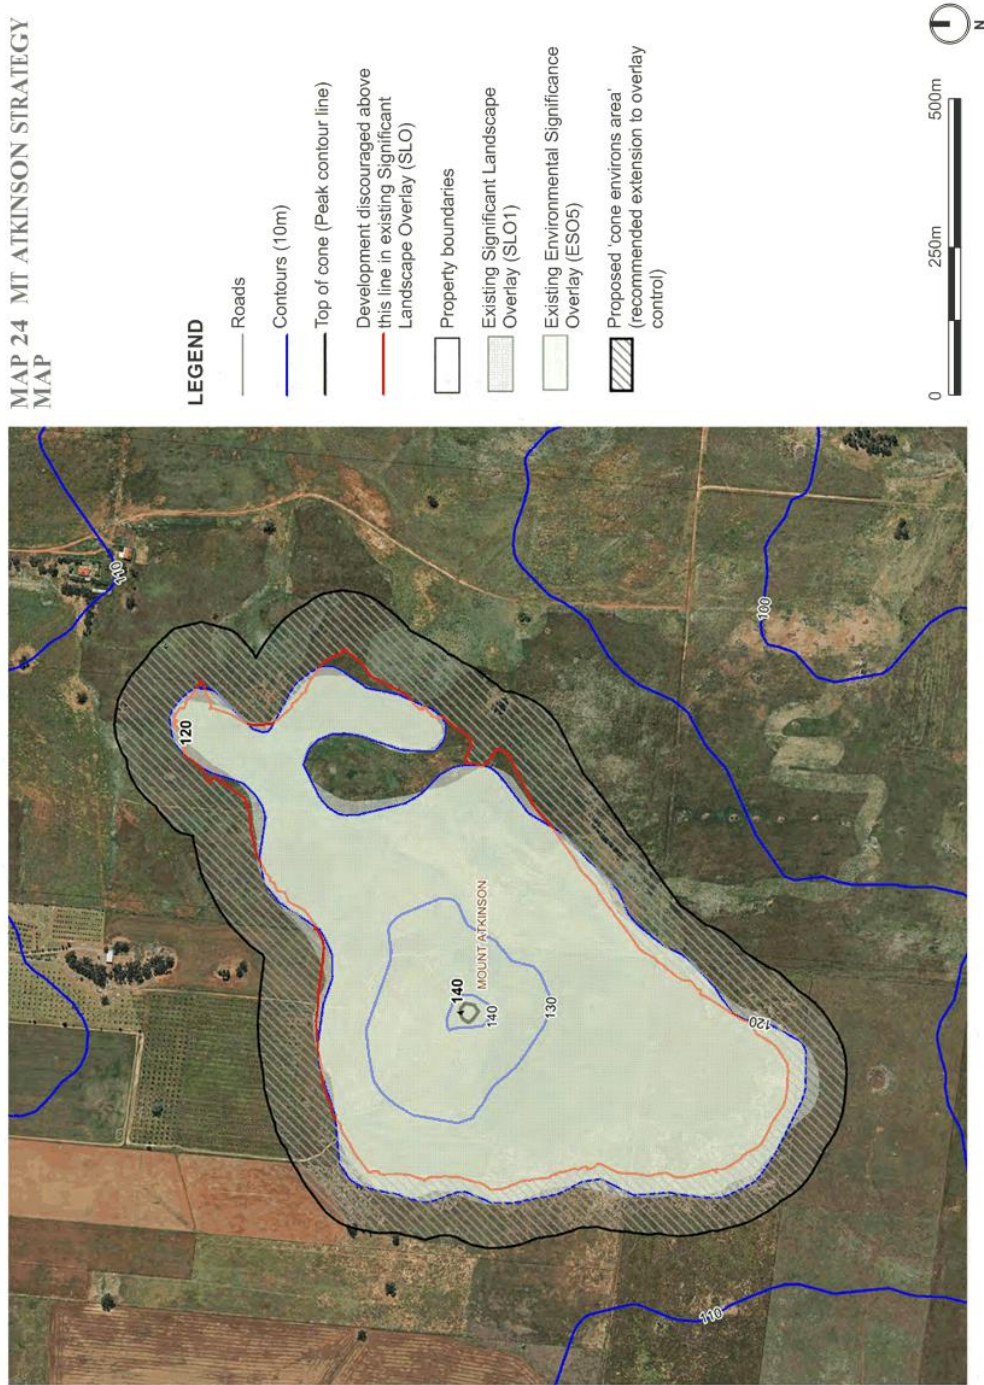 MAP 24 MT ATKINSON STRATEGY
MAP
LEGEND
Roads
Contours (10m)
Top of cone (Peak contour line)
Development discouraged above
this line in existing Significant
Landscape Overlay (SLO)
Property boundaries
Existing Significant Landscape
Overlay (SLO1)
Existing Environmental Significance
Overlay (ESO5)
Proposed 'cone environs area'
(recommended extension to overlay
control)
0 250m 500m
N
110
120
100
140
MOUNT ATKINSON
140
130
120
110